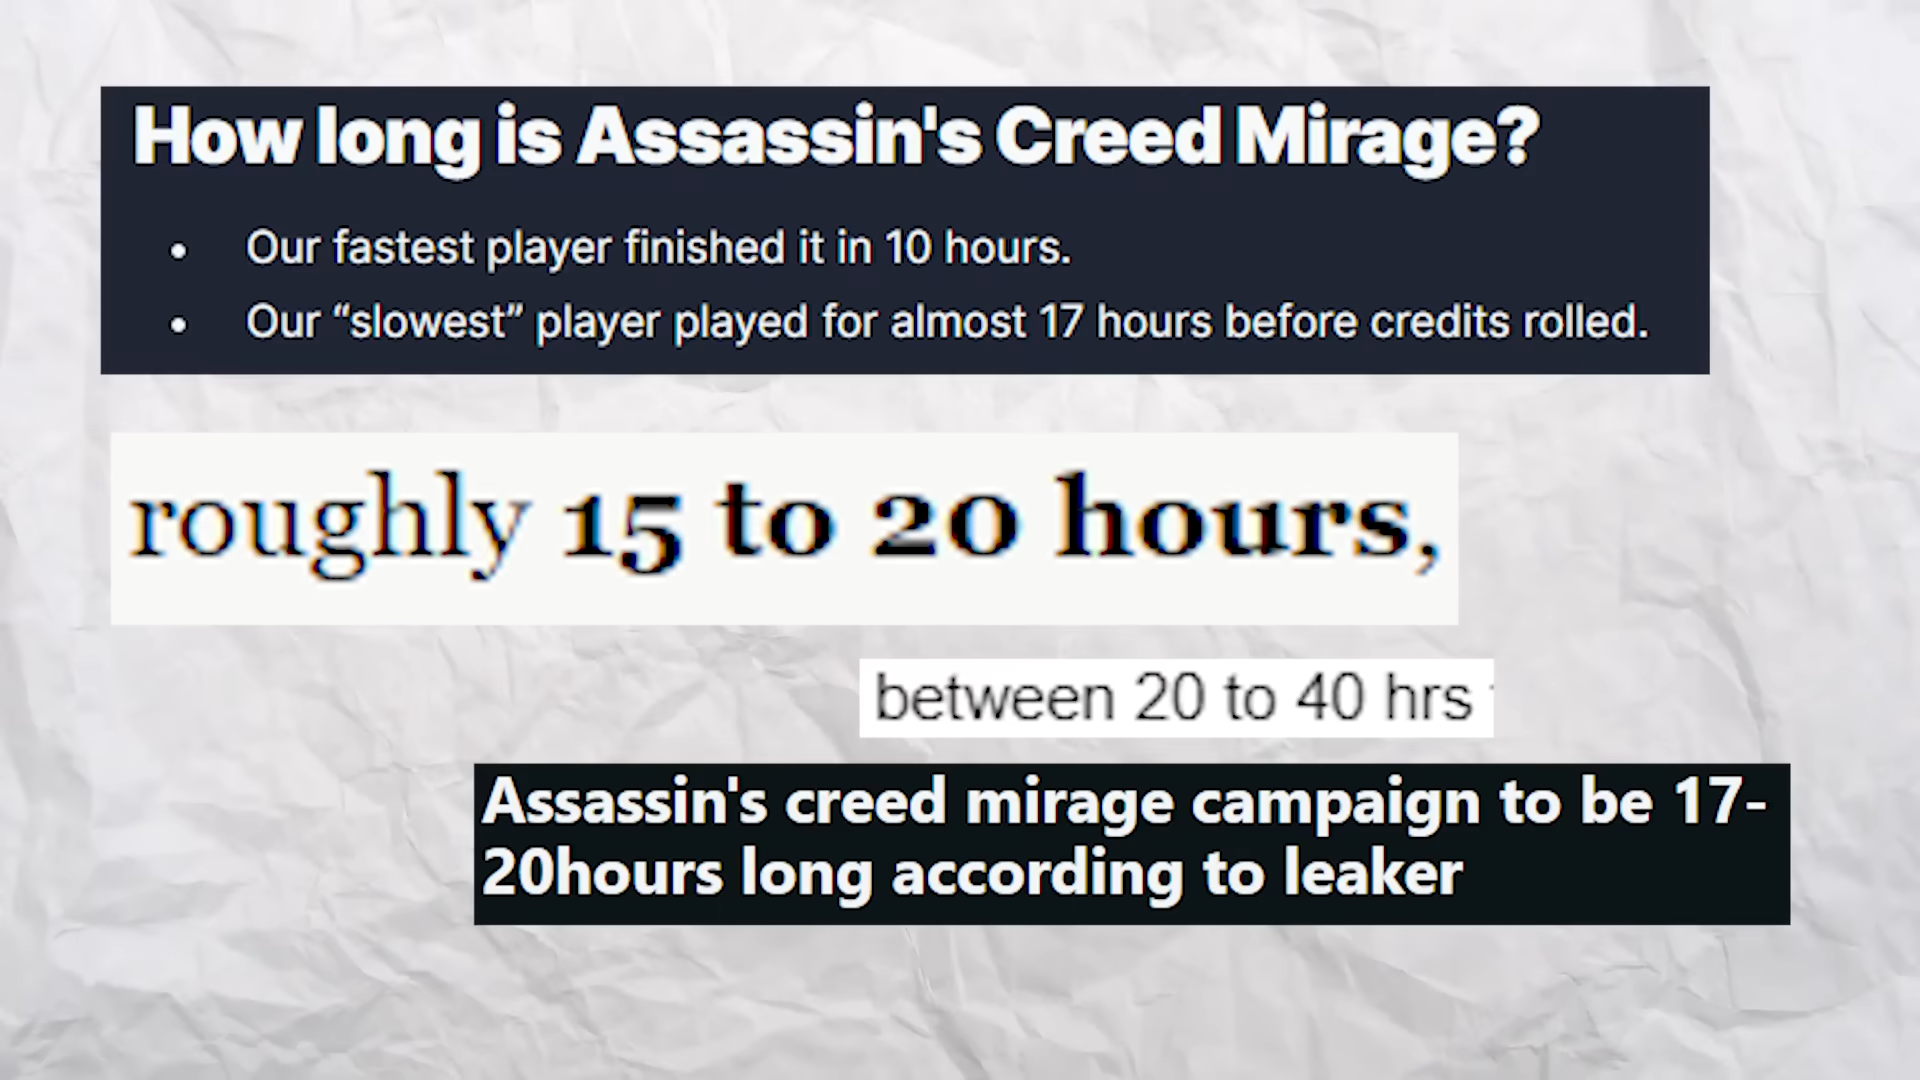 How long is Assassin's Creed Mirage?
• Our fastest player finished it in 10 hours.
• Our “slowest” player played for almost 17 hours before credits rolled.
roughly 15 to 20 hours,
between 20 to 40 hrs
Assassin's creed mirage campaign to be 17-
20hours long according to leaker